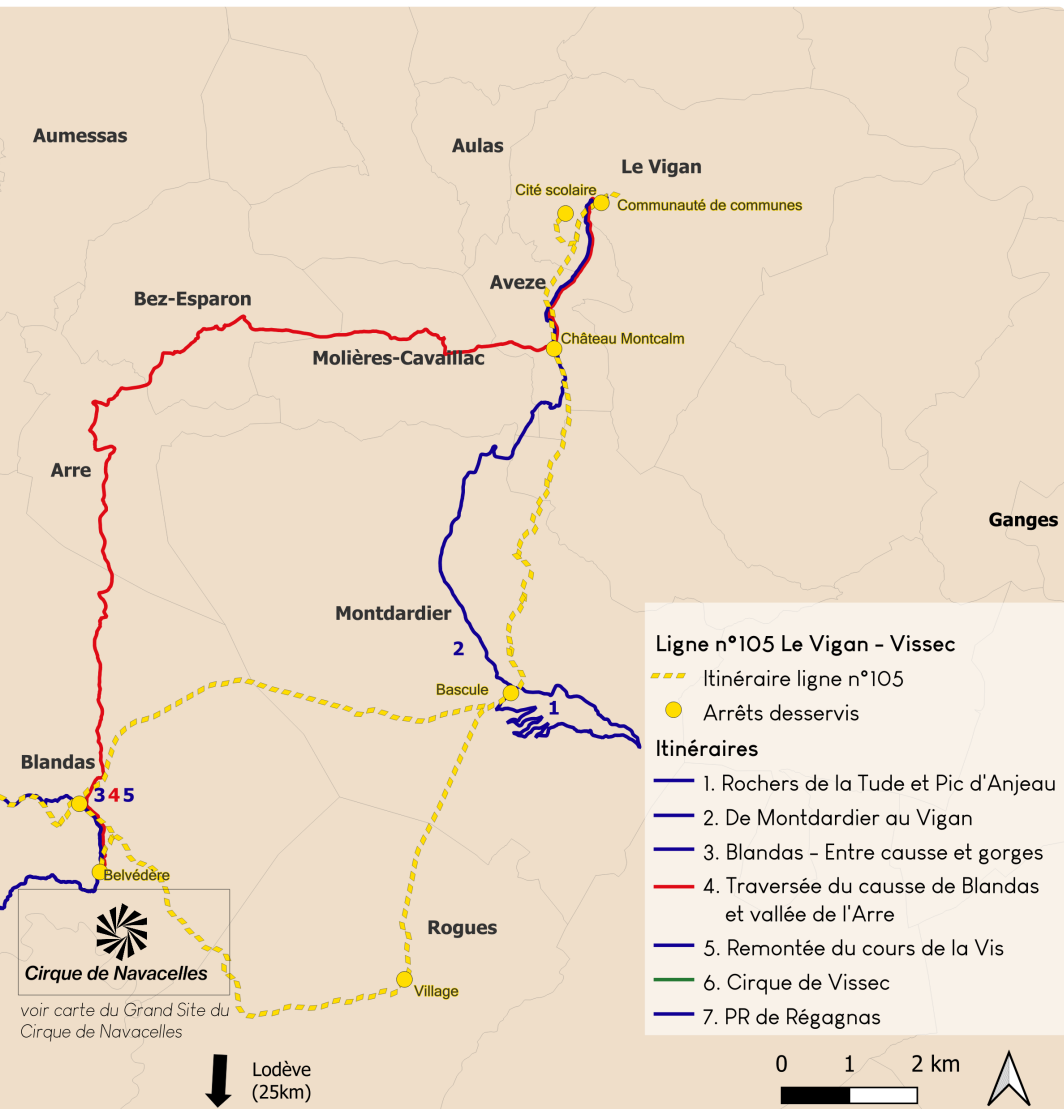 Aumessas
Aulas
Le Vigan
Cité scolaire
Communauté de communes
Aveze
Bez-Esparon
Château Montcalm
Molières-Cavaillac
Arre
Ganges
Montdardier
2
Bascule
1
Blandas
3 4 5
Belvédère
Cirque de Navacelles
voir carte du Grand Site du
Cirque de Navacelles
Rogues
Village
Lodève
(25km)
Ligne n°105 Le Vigan - Vissec
Itinéraire ligne n°105
Arrêts desservis
Itinéraires
1. Rochers de la Tude et Pic d'Anjeau
2. De Montdardier au Vigan
3. Blandas - Entre causse et gorges
4. Traversée du causse de Blandas
et vallée de l'Arre
5. Remontée du cours de la Vis
6. Cirque de Vissec
7. PR de Régagnas
0 1 2 km